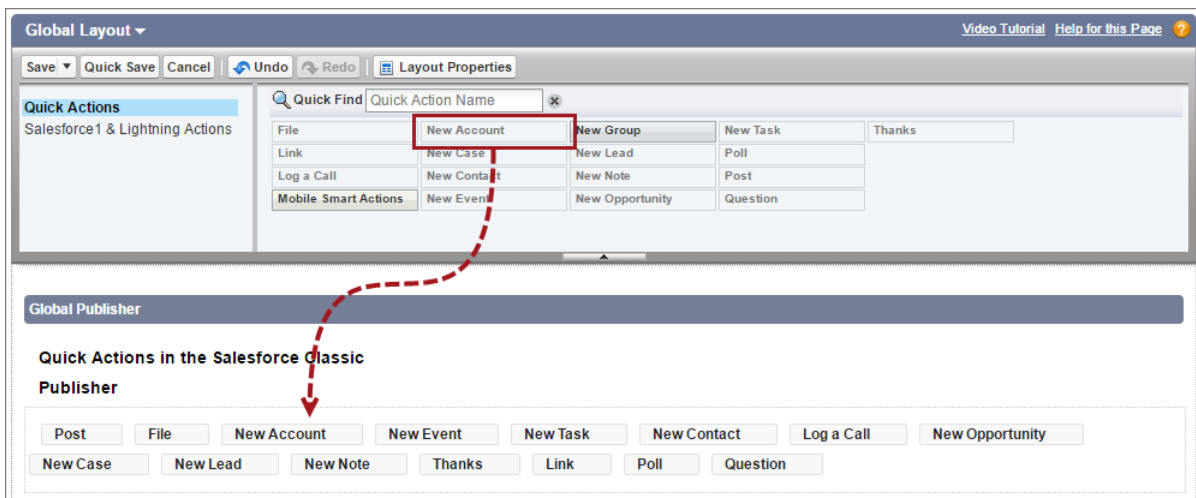 Global Layout
Video Tutorial Help for this Page ?
Save Quick Save Cancel Undo Redo Layout Properties
Quick Find Quick Action Name
Quick Actions
Salesforce1 & Lightning Actions
File New Account New Group New Task Thanks
Link New Case New Lead Poll
Log a Call New Contact New Note Post
Mobile Smart Actions New Event New Opportunity Question
Global Publisher
Quick Actions in the Salesforce Classic
Publisher
Post File New Account New Event New Task New Contact Log a Call New Opportunity
New Case New Lead New Note Thanks Link Poll Question